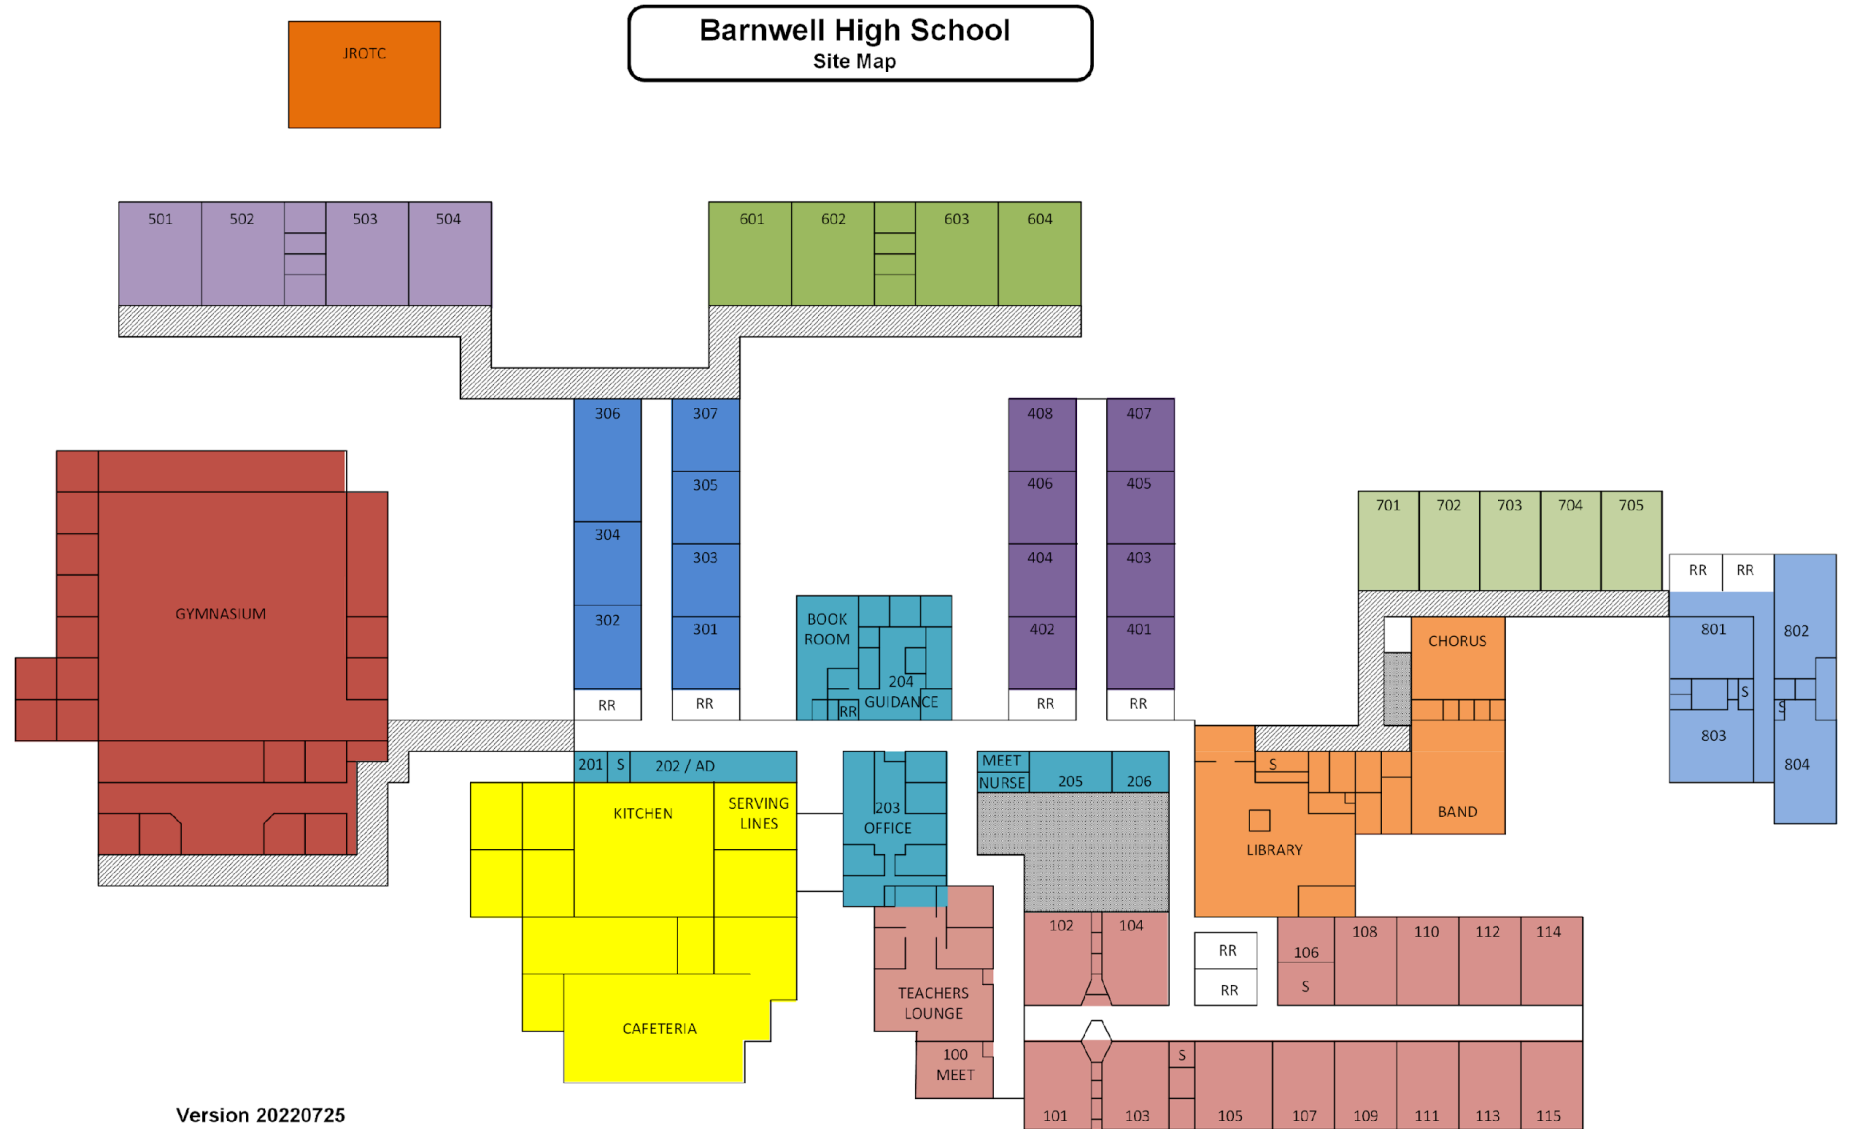 Barnwell High School
Site Map
JROTC
501 502 503 504
601 602 603 604
306 307
408 407
305
406 405
304
303
404 403
302 301
402 401
RR RR
RR RR
701 702 703 704 705
RR RR
801 802
S
S
803 804
CHORUS
BAND
S
LIBRARY
GYMNASIUM
BOOK
ROOM
204
GUIDANCE
RR
201 S 202 / AD
KITCHEN
SERVING
LINES
CAFETERIA
203
OFFICE
MEET
NURSE
205 206
TEACHERS
LOUNGE
100
MEET
102 104
RR
RR
106
S
108 110 112 114
S
101 103 105 107 109 111 113 115
Version 20220725